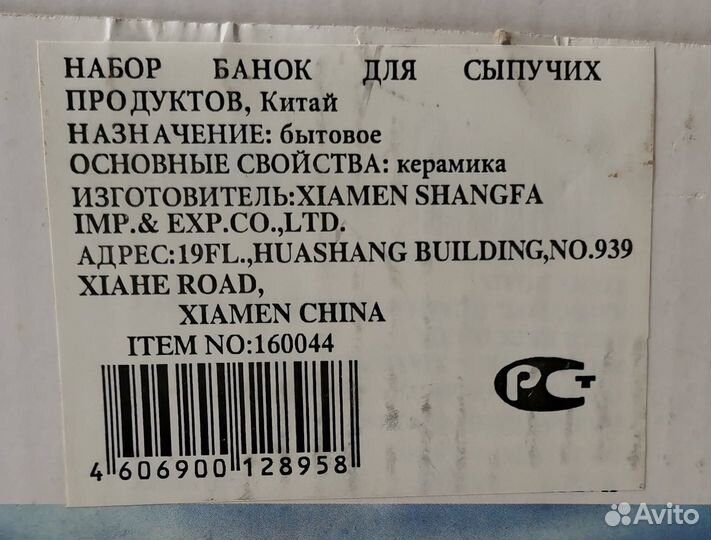 НАБОР БАНОК ДЛЯ СЫПУЧИХ
ПРОДУКТОВ, Китай
НАЗНАЧЕНИЕ: бытовое
ОСНОВНЫЕ СВОЙСТВА: керамика
ИЗГОТОВИТЕЛЬ:XIAMEN SHANGFA
IMP.& EXP.CO.,LTD.
АДРЕС:19FL.,HUASHANG BUILDING,NO.939
XIAHE ROAD,
XIAMEN CHINA
ITEM NO:160044
РСТ
4 606900 128958
Avito